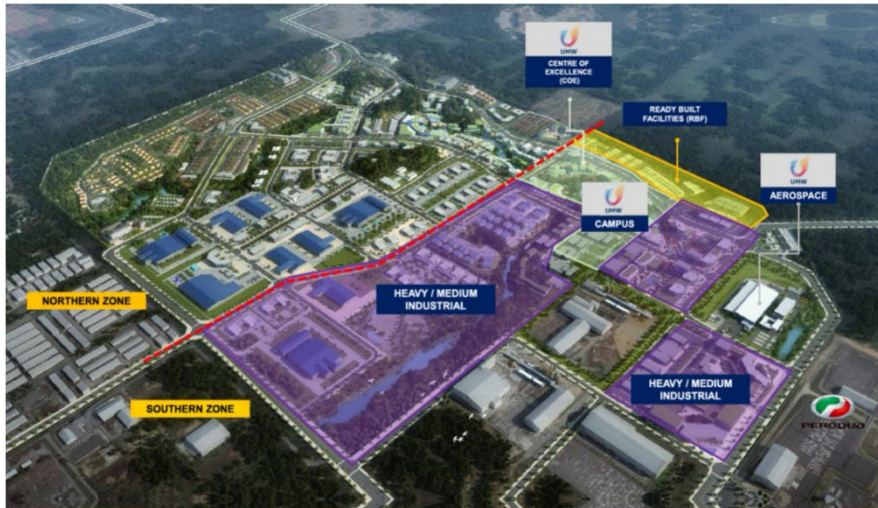 UMW
CENTRE OF
EXCELLENCE
(COE)
READY BUILT
FACILITIES (RBF)
UMW
AEROSPACE
UMW
CAMPUS
HEAVY / MEDIUM
INDUSTRIAL
NORTHERN ZONE
SOUTHERN ZONE
HEAVY / MEDIUM
INDUSTRIAL
PERODUA